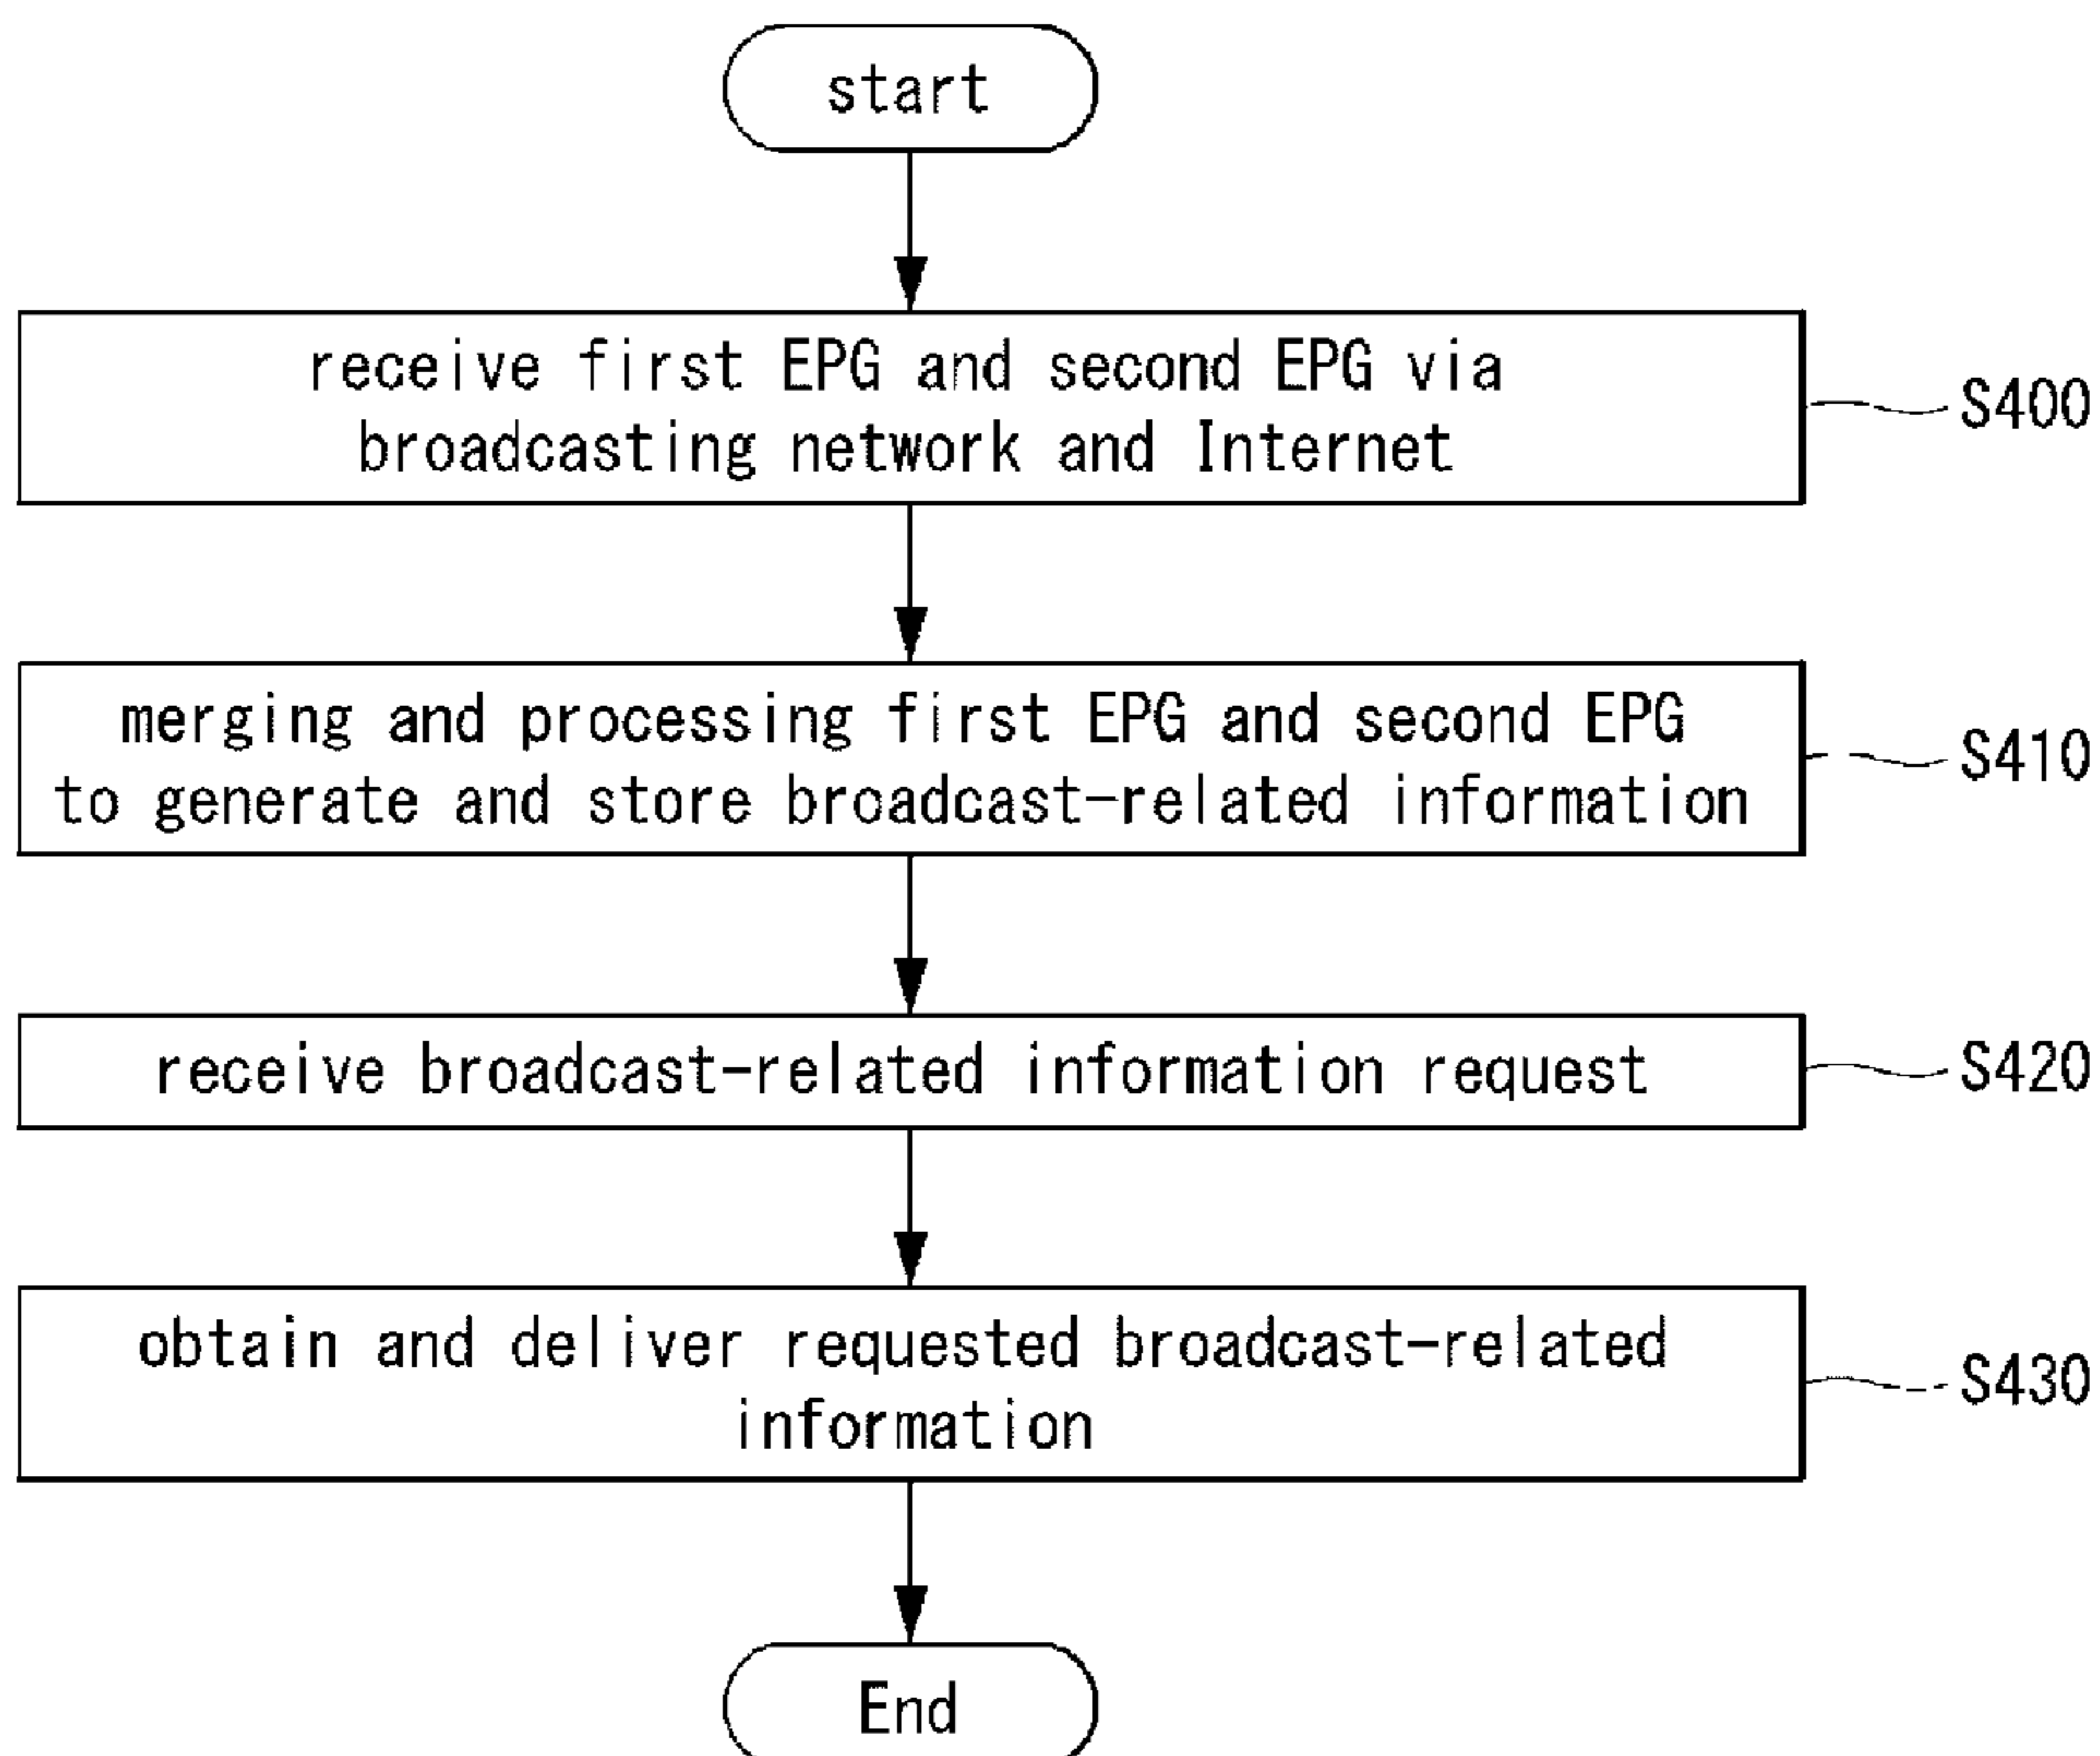 start
receive first EPG and second EPG via
broadcasting network and Internet
S400
merging and processing first EPG and second EPG
to generate and store broadcast-related information
S410
receive broadcast-related information request
S420
obtain and deliver requested broadcast-related
information
S430
End